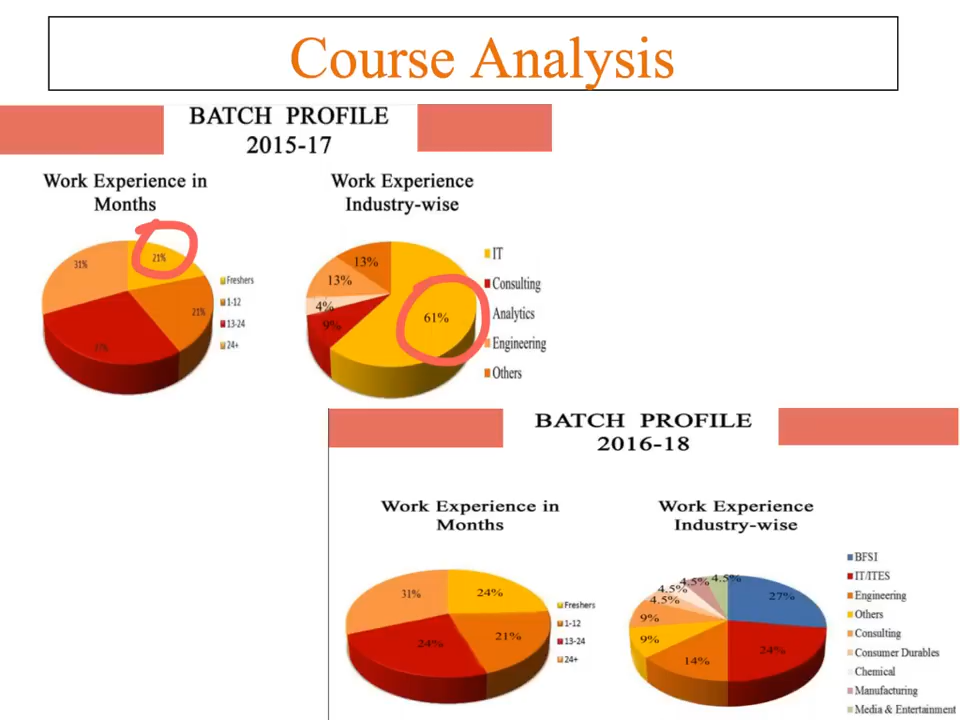 Course Analysis
BATCH PROFILE
2015-17
Work Experience in
Months
31%
21%
21%
Freshers
1-12
13-24
24+
Work Experience
Industry-wise
13%
13%
4%
9%
61%
IT
Consulting
Analytics
Engineering
Others
BATCH PROFILE
2016-18
Work Experience in
Months
31%
24%
24%
21%
Freshers
1-12
13-24
24+
Work Experience
Industry-wise
4.5%
4.5%
4.5%
4.5%
27%
9%
9%
14%
24%
BFSI
IT/ITES
Engineering
Others
Consulting
Consumer Durables
Chemical
Manufacturing
Media & Entertainment